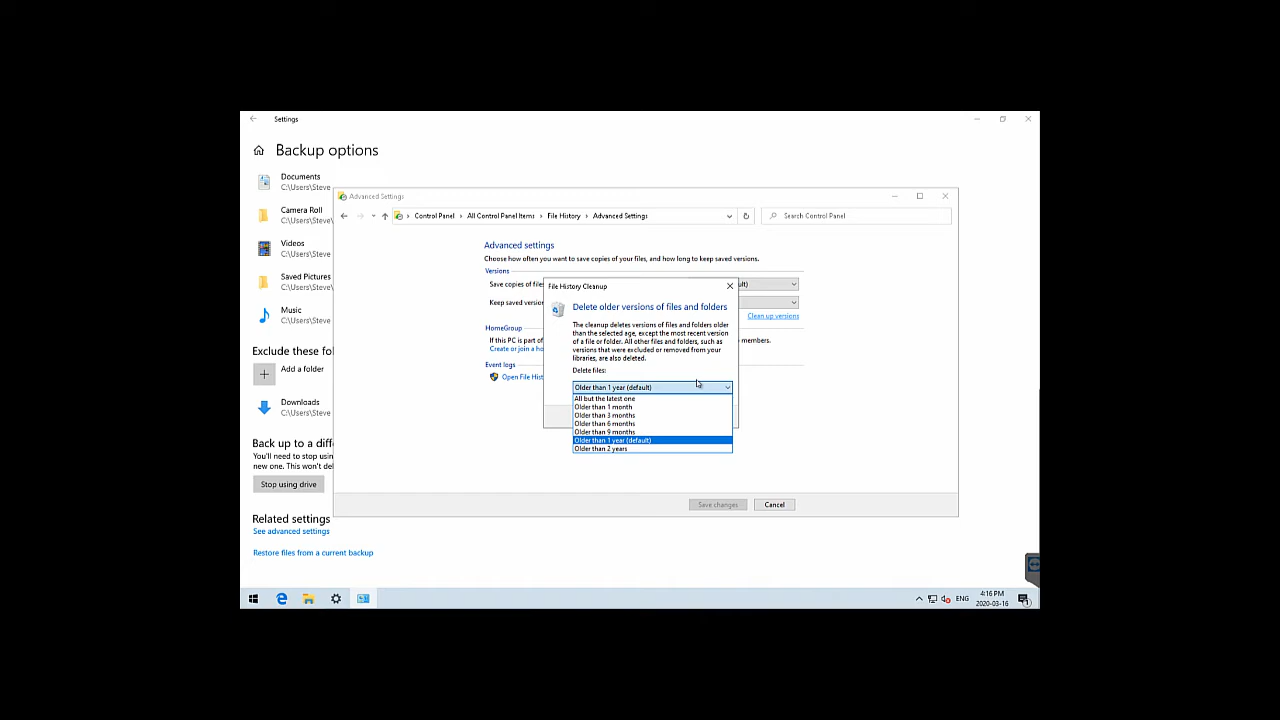 Settings
Backup options
Documents
C:\Users\Steve
Camera Roll
C:\Users\Steve\
Videos
C:\Users\Steve
Saved Pictures
C:\Users\Steve\
Music
C:\Users\Steve\
Exclude these fol
Add a folder
Downloads
C:\Users\Steve\
Back up to a diffe
You'll need to stop using
new one. This won't del
Stop using drive
Related settings
See advanced settings
Restore files from a current backup
Advanced Settings
Control Panel > All Control Panel Items > File History > Advanced Settings
Search Control Panel
Advanced settings
Choose how often you want to save copies of your files, and how long to keep saved versions.
Versions
Save copies of files
Keep saved version
Clean up versions
HomeGroup
If this PC is part of
members.
Create or join a ho
Event logs
Open File Hist
Save changes
Cancel
File History Cleanup
Delete older versions of files and folders
The cleanup deletes versions of files and folders older
than the selected age, except the most recent version
of a file or folder. All other files and folders, such as
versions that were excluded or removed from your
libraries, are also deleted.
Delete files:
Older than 1 year (default)
All but the latest one
Older than 1 month
Older than 3 months
Older than 6 months
Older than 9 months
Older than 1 year (default)
Older than 2 years
ENG
4:16 PM
2020-03-16